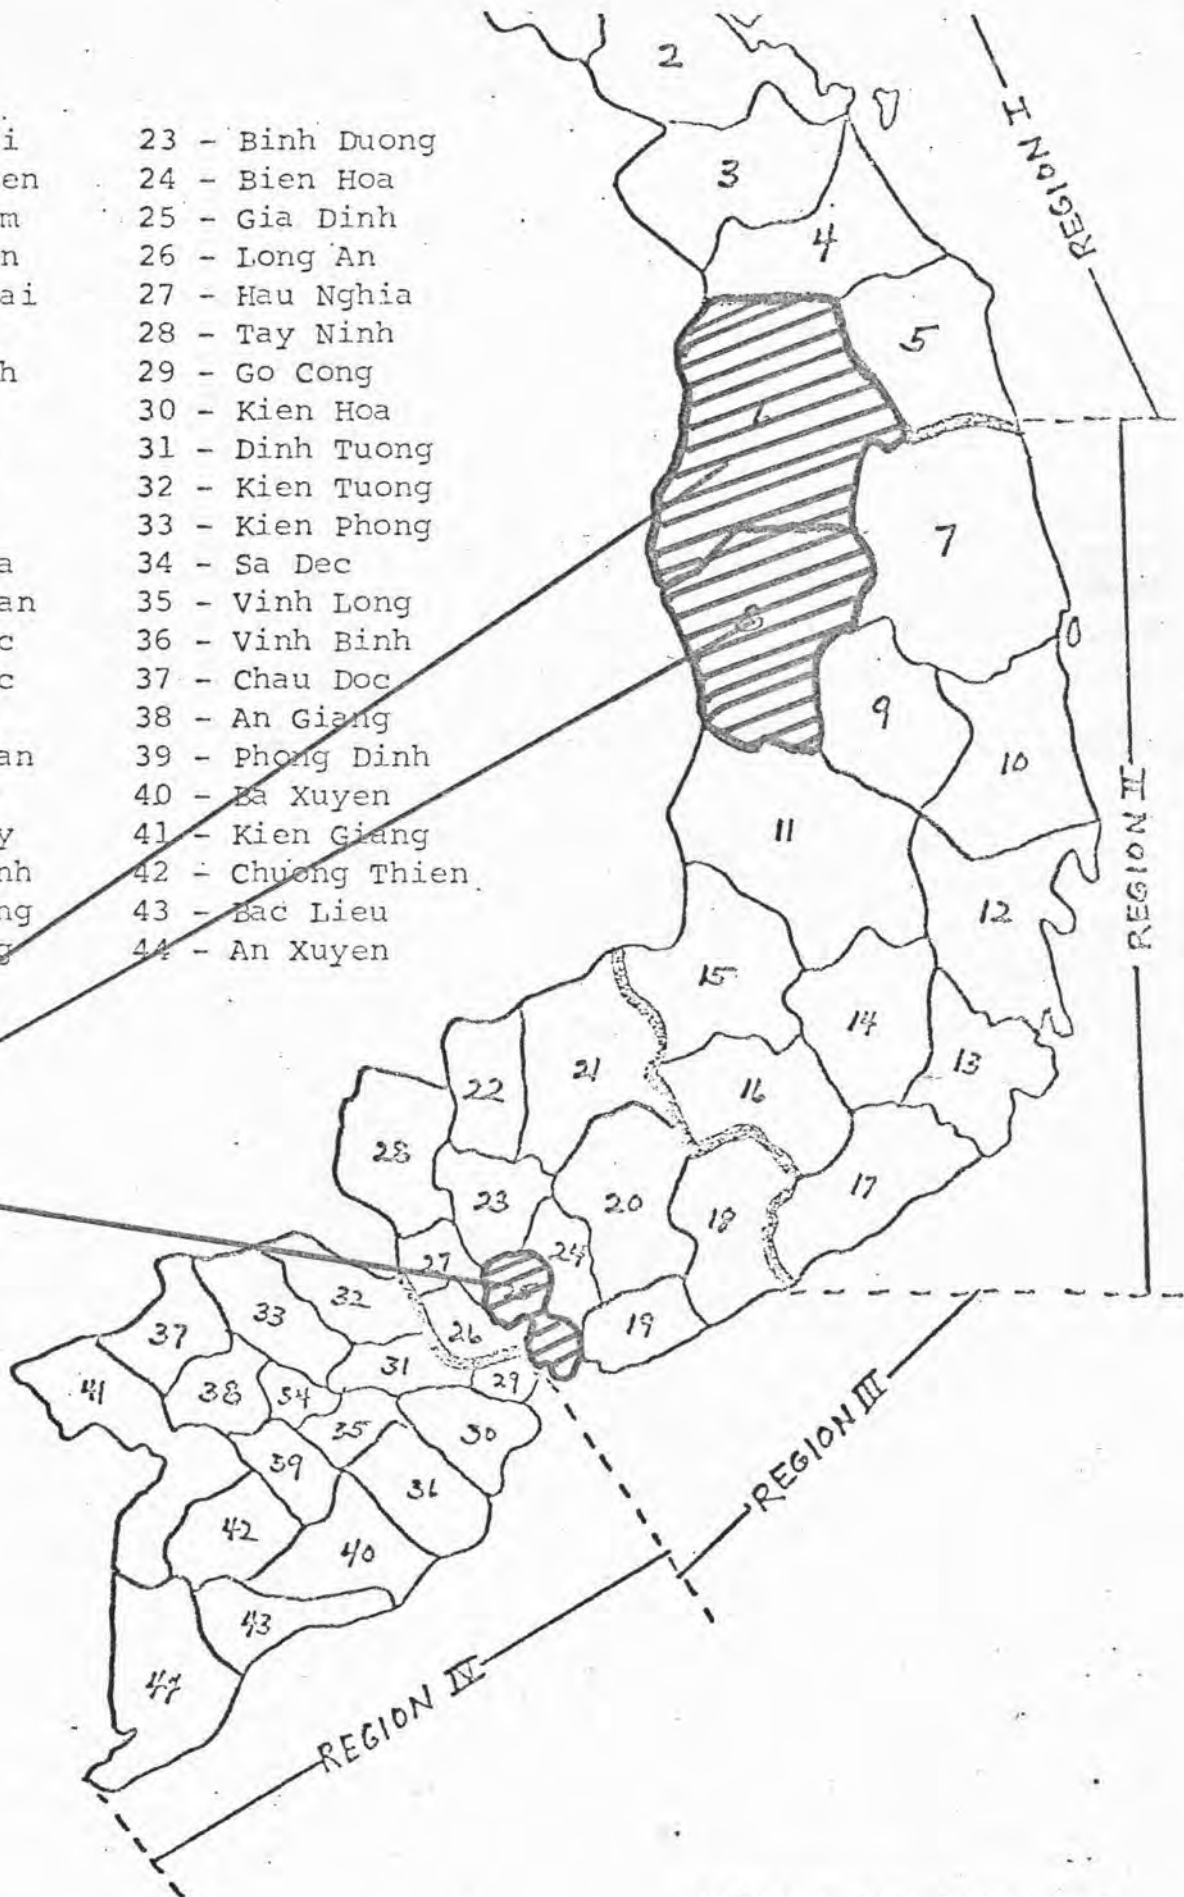 i 23 - Binh Duong
en 24 - Bien Hoa
m 25 - Gia Dinh
n 26 - Long An
ai 27 - Hau Nghia
28 - Tay Ninh
h 29 - Go Cong
30 - Kien Hoa
31 - Dinh Tuong
32 - Kien Tuong
33 - Kien Phong
a 34 - Sa Dec
an 35 - Vinh Long
c 36 - Vinh Binh
c 37 - Chau Doc
38 - An Giang
an 39 - Phong Dinh
40 - Ba Xuyen
y 41 - Kien Giang
nh 42 - Chuong Thien
ng 43 - Bac Lieu
g 44 - An Xuyen
2
3
4
5
6
7
8
9
10
11
12
15
14
13
21
22
16
28
23
20
18
17
27
24
25
32
33
26
19
37
31
29
41
38
34
35
30
39
36
42
40
43
44
REGION I
REGION II
REGION III
REGION IV